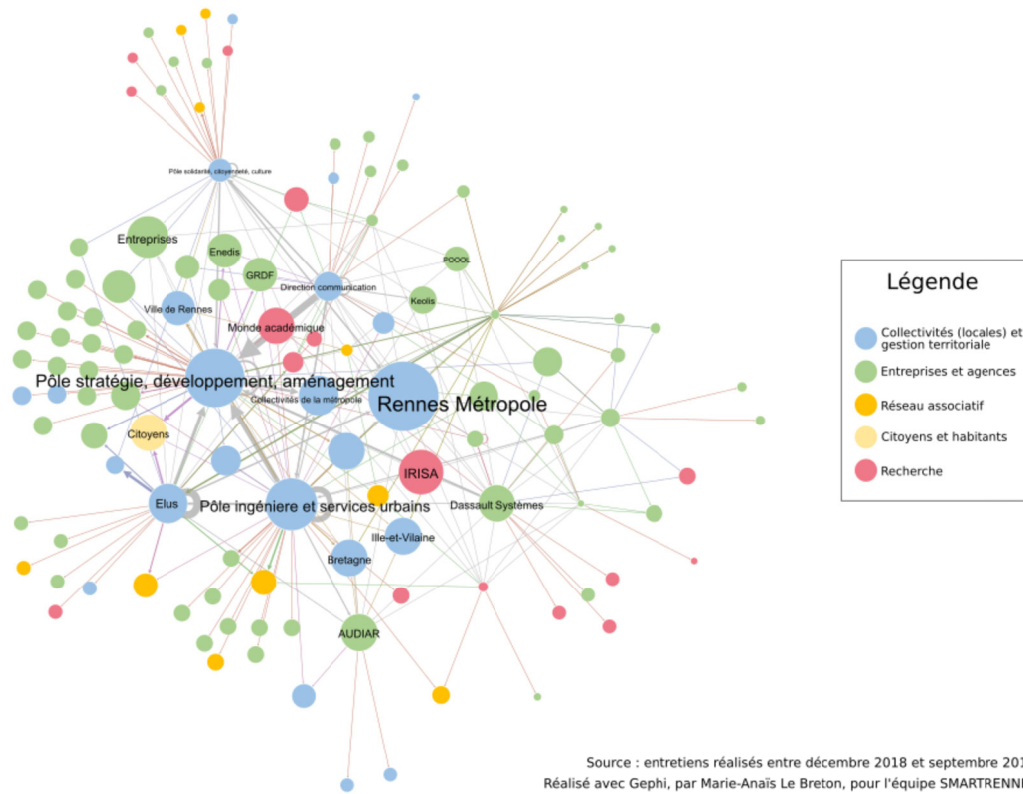 Pôle solidarité, citoyenneté, culture
Entreprises
Enedis
GRDF
POOOL
Direction communication
Keolis
Ville de Rennes
Monde académique
Pôle stratégie, développement, aménagement
Collectivités de la métropole
Rennes Métropole
Citoyens
IRISA
Elus
Pôle ingéniere et services urbains
Dassault Systèmes
Ille-et-Vilaine
Bretagne
AUDIAR
Légende
Collectivités (locales) et
gestion territoriale
Entreprises et agences
Réseau associatif
Citoyens et habitants
Recherche
Source : entretiens réalisés entre décembre 2018 et septembre 201
Réalisé avec Gephi, par Marie-Anaïs Le Breton, pour l'équipe SMARTRENN